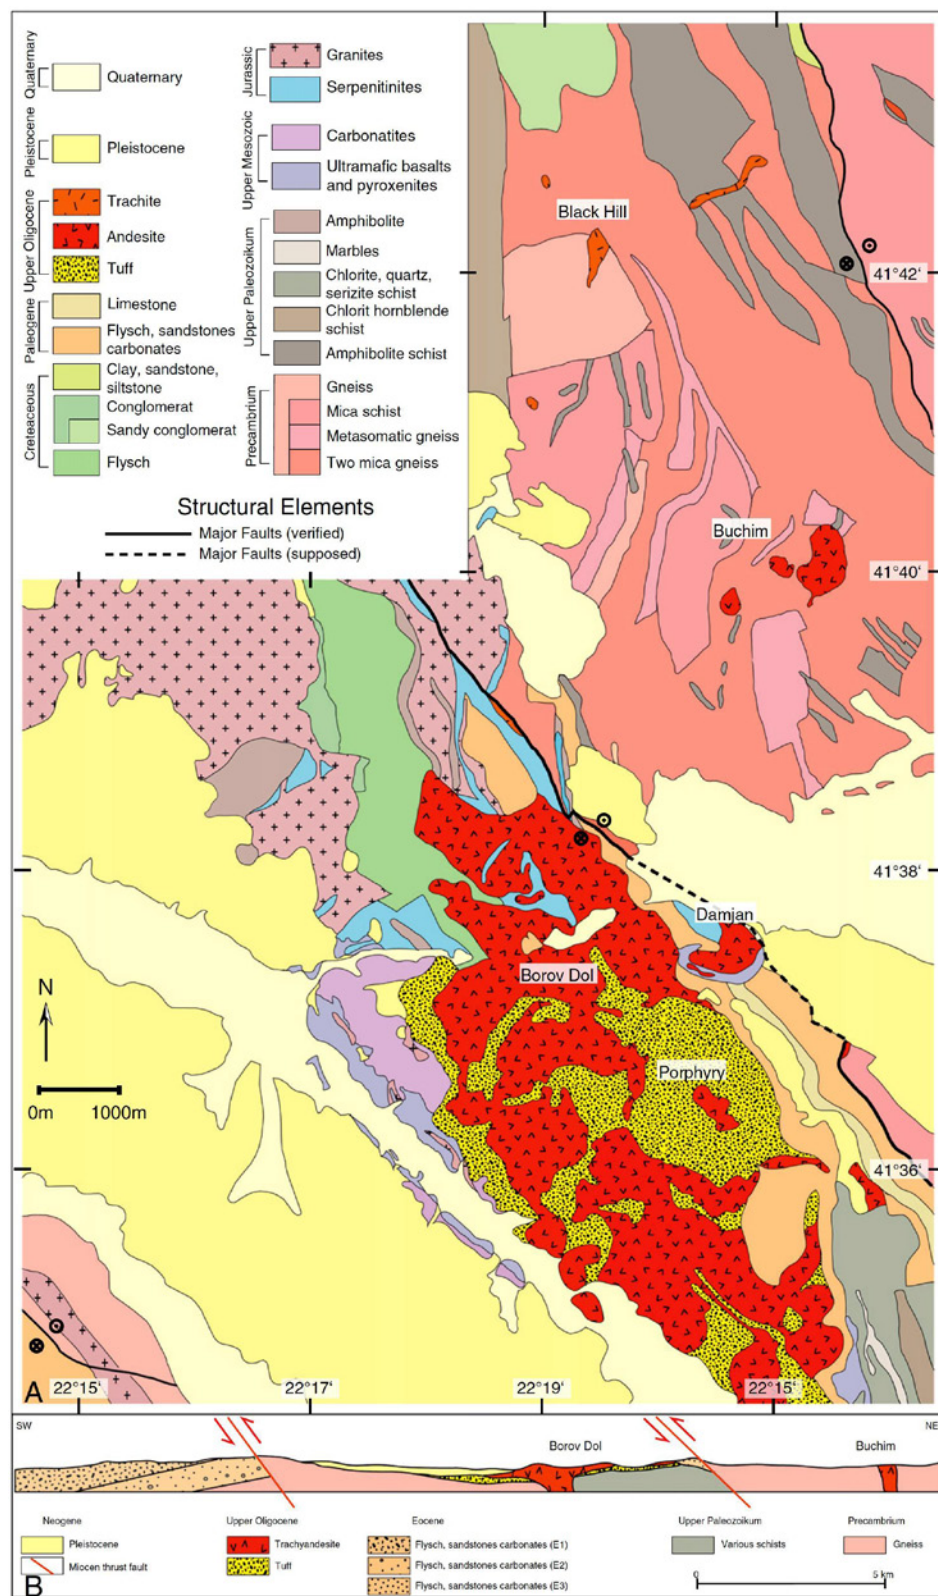 Quaternary
Quaternary
Pleistocene
Pleistocene
Upper Oligocene
Trachite
Andesite
Tuff
Paleogene
Limestone
Flysch, sandstones
carbonates
Creteaceous
Clay, sandstone,
siltstone
Conglomerat
Sandy conglomerat
Flysch
Jurassic
Granites
Serpenitinites
Upper Mesozoic
Carbonatites
Ultramafic basalts
and pyroxenites
Upper Paleozoikum
Amphibolite
Marbles
Chlorite, quartz,
serizite schist
Chlorit hornblende
schist
Amphibolite schist
Precambrium
Gneiss
Mica schist
Metasomatic gneiss
Two mica gneiss
Structural Elements
Major Faults (verified)
Major Faults (supposed)
Black Hill
41°42‘
Buchim
41°40‘
41°38‘
Damjan
Borov Dol
N
Porphyry
0m 1000m
41°36‘
A
22°15‘ 22°17‘ 22°19‘ 22°15‘
SW NE
Borov Dol Buchim
Neogene
Pleistocene
Miocen thrust fault
Upper Oligocene
Trachyandesite
Tuff
Eocene
Flysch, sandstones carbonates (E1)
Flysch, sandstones carbonates (E2)
Flysch, sandstones carbonates (E3)
Upper Paleozoikum
Various schists
Precambrium
Gneiss
0 5 km
B